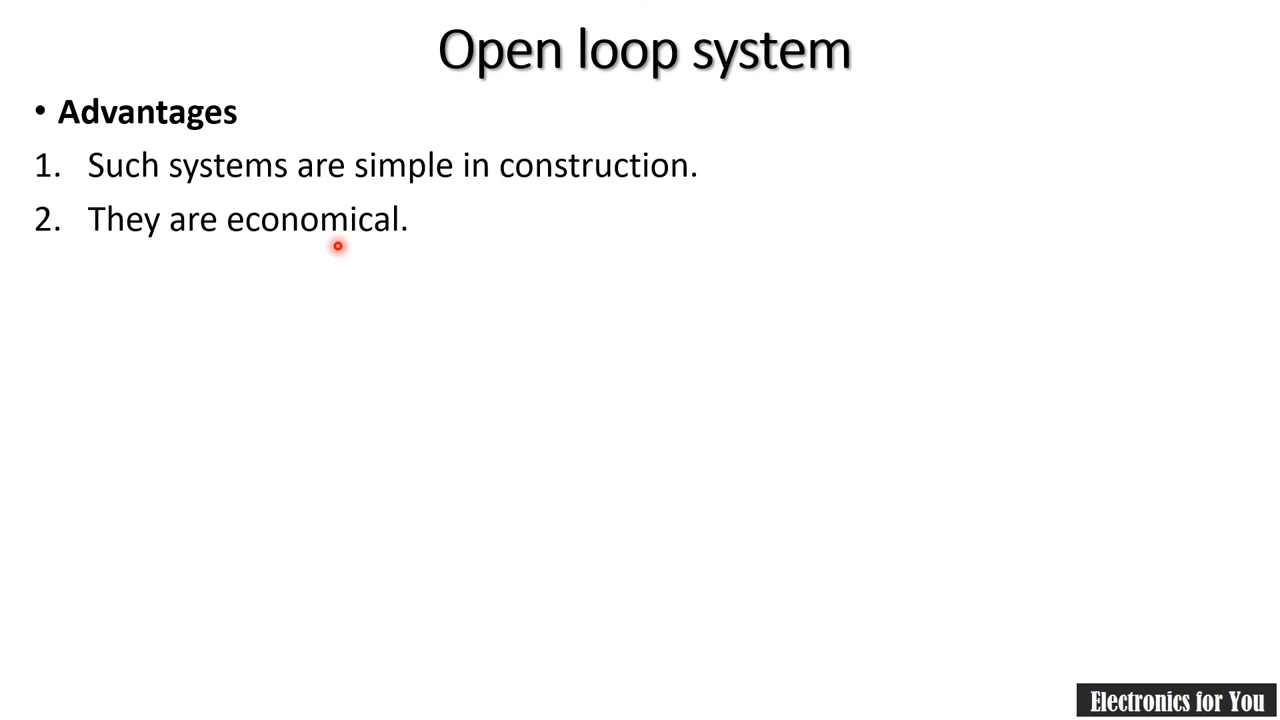 Open loop system
• Advantages
1. Such systems are simple in construction.
2. They are economical.
Electronics for You